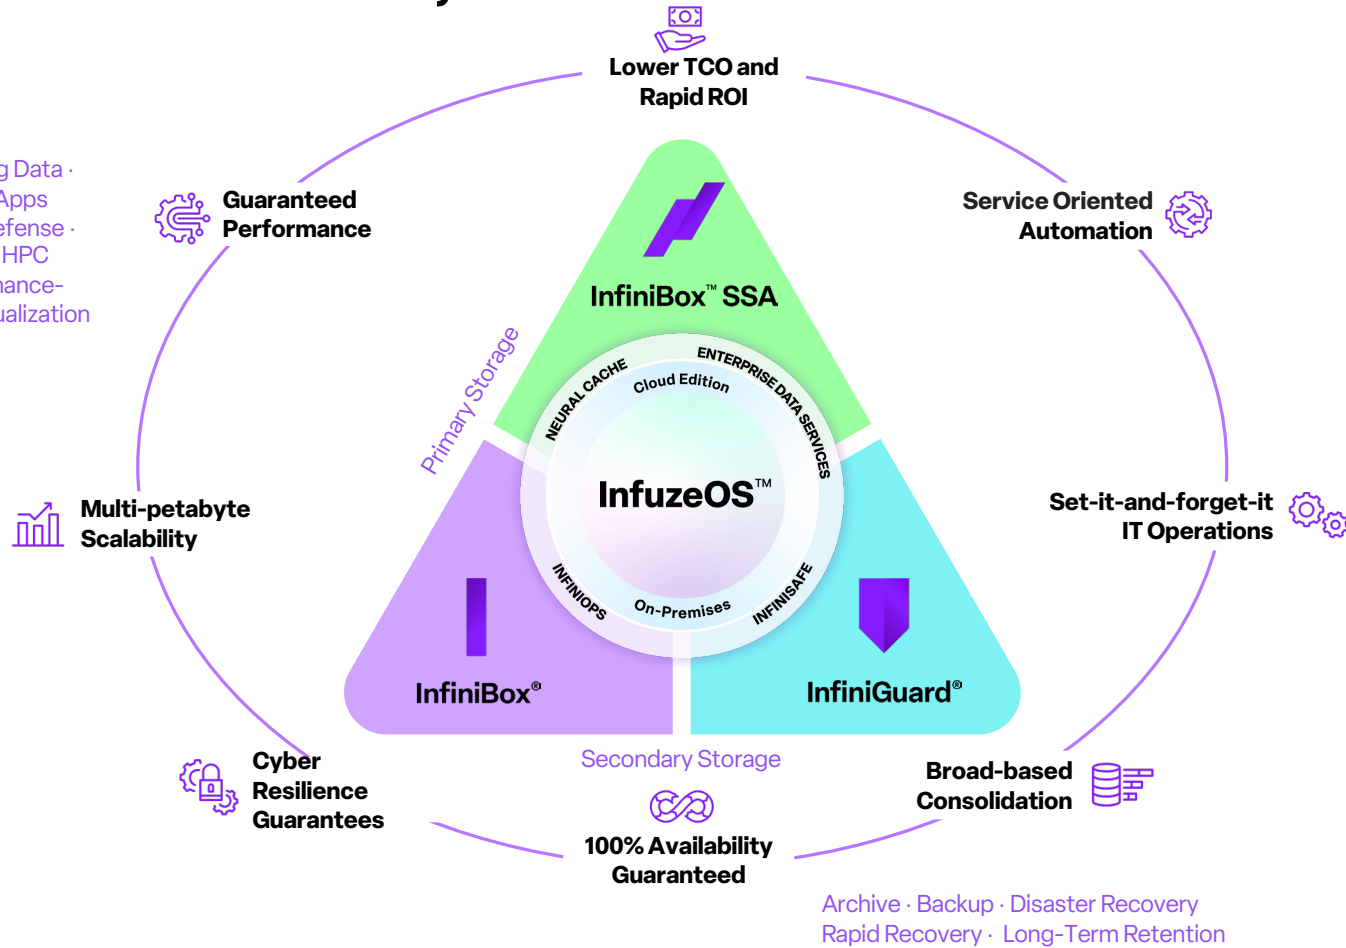 Lower TCO and
Rapid ROI
Data ·
Apps
Guaranteed
Performance
HPC
Service Oriented
Automation
InfiniBox™ SSA
Primary Storage
NEURAL CACHE
ENTERPRISE DATA SERVICES
Cloud Edition
InfuzeOS™
Multi-petabyte
Scalability
Set-it-and-forget-it
IT Operations
INFINIOPS
On-Premises
INFINISAFE
InfiniBox®
InfiniGuard®
Secondary Storage
Cyber
Resilience
Guarantees
Broad-based
Consolidation
100% Availability
Guaranteed
Archive · Backup · Disaster Recovery
Rapid Recovery · Long-Term Retention